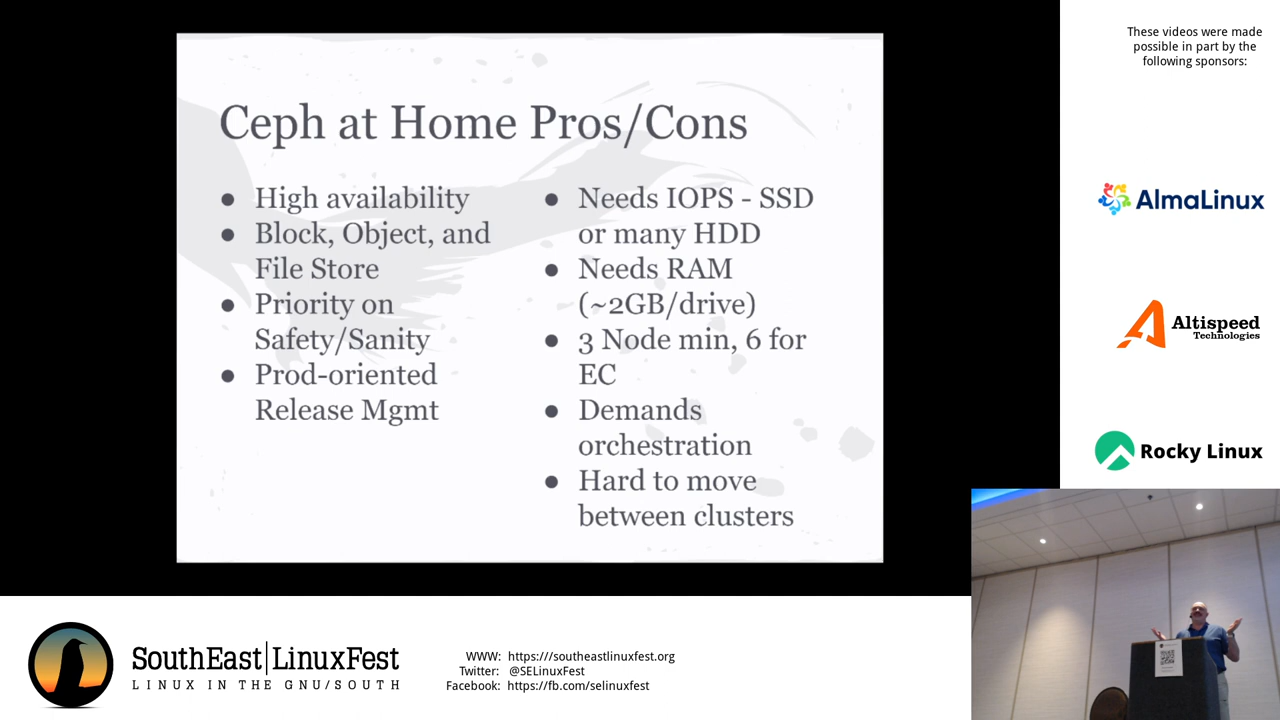 Ceph at Home Pros/Cons
● High availability
● Block, Object, and
File Store
● Priority on
Safety/Sanity
● Prod-oriented
Release Mgmt
● Needs IOPS - SSD
or many HDD
● Needs RAM
(~2GB/drive)
● 3 Node min, 6 for
EC
● Demands
orchestration
● Hard to move
between clusters
These videos were made
possible in part by the
following sponsors:
AlmaLinux
Altispeed
Technologies
Rocky Linux
SouthEast|LinuxFest
LINUX IN THE GNU/SOUTH
WWW: https://southeastlinuxfest.org
Twitter: @SELinuxFest
Facebook: https://fb.com/selinuxfest